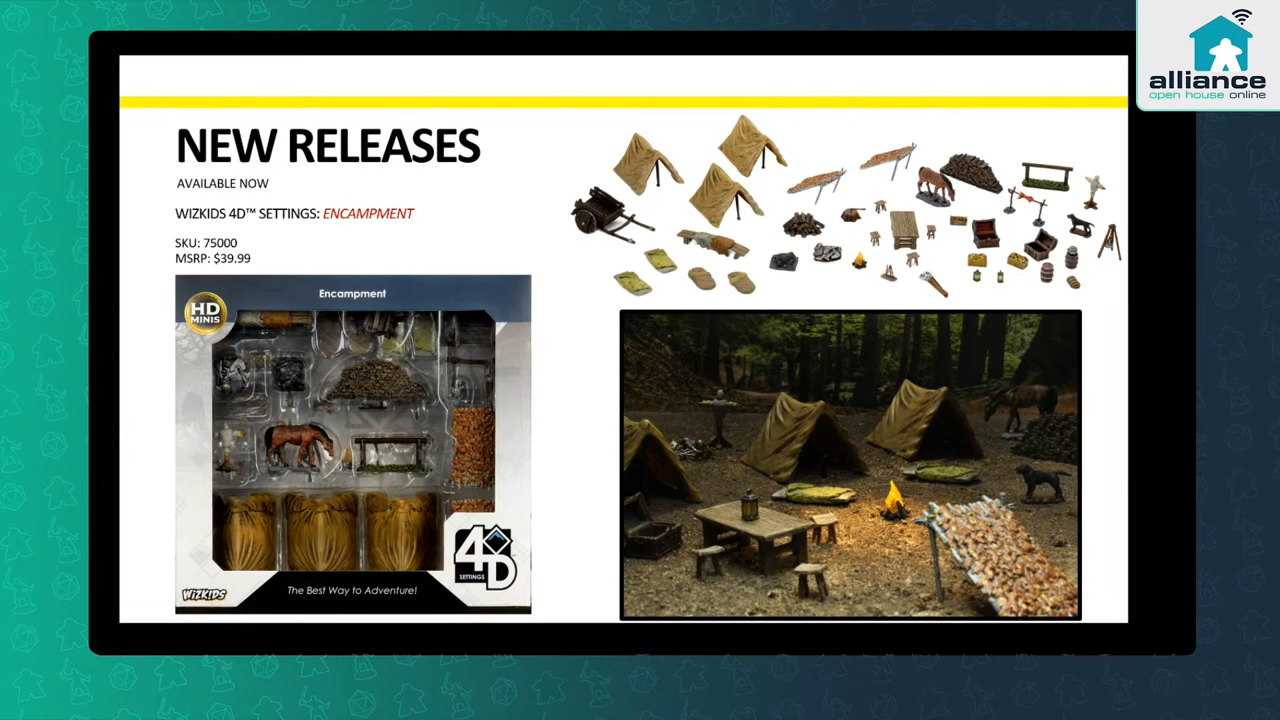 alliance
open house online
NEW RELEASES
AVAILABLE NOW
WIZKIDS 4D™ SETTINGS: ENCAMPMENT
SKU: 75000
MSRP: $39.99
Encampment
HD
MINIS
4D
SETTINGS
WIZKIDS
The Best Way to Adventure!